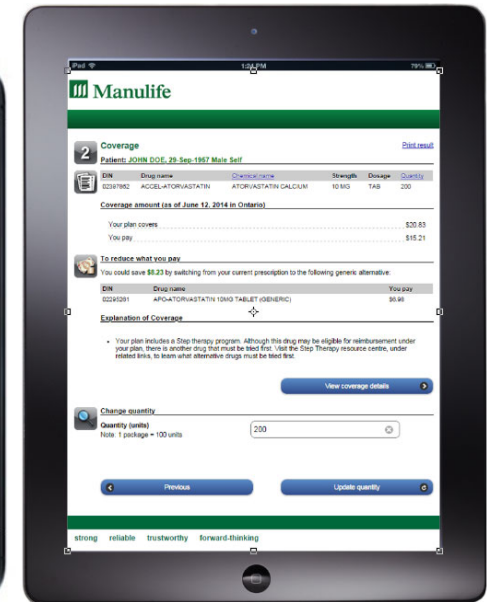 iPad 1:24 PM 79%
Manulife
2 Coverage Print result
Patient: JOHN DOE, 29-Sep-1957 Male Self
DIN Drug name Chemical name Strength Dosage Quantity
02397862 ACCEL-ATORVASTATIN ATORVASTATIN CALCIUM 10 MG TAB 200
Coverage amount (as of June 12, 2014 in Ontario)
Your plan covers $20.83
You pay $15.21
To reduce what you pay
You could save $8.23 by switching from your current prescription to the following generic alternative:
DIN Drug name You pay
02295261 APO-ATORVASTATIN 10MG TABLET (GENERIC) $6.98
Explanation of Coverage
• Your plan includes a Step therapy program. Although this drug may be eligible for reimbursement under
your plan, there is another drug that must be tried first. Visit the Step Therapy resource centre, under
related links, to learn what alternative drugs must be tried first.
View coverage details
Change quantity
Quantity (units) 200
Note: 1 package = 100 units
Previous Update quantity
strong reliable trustworthy forward-thinking